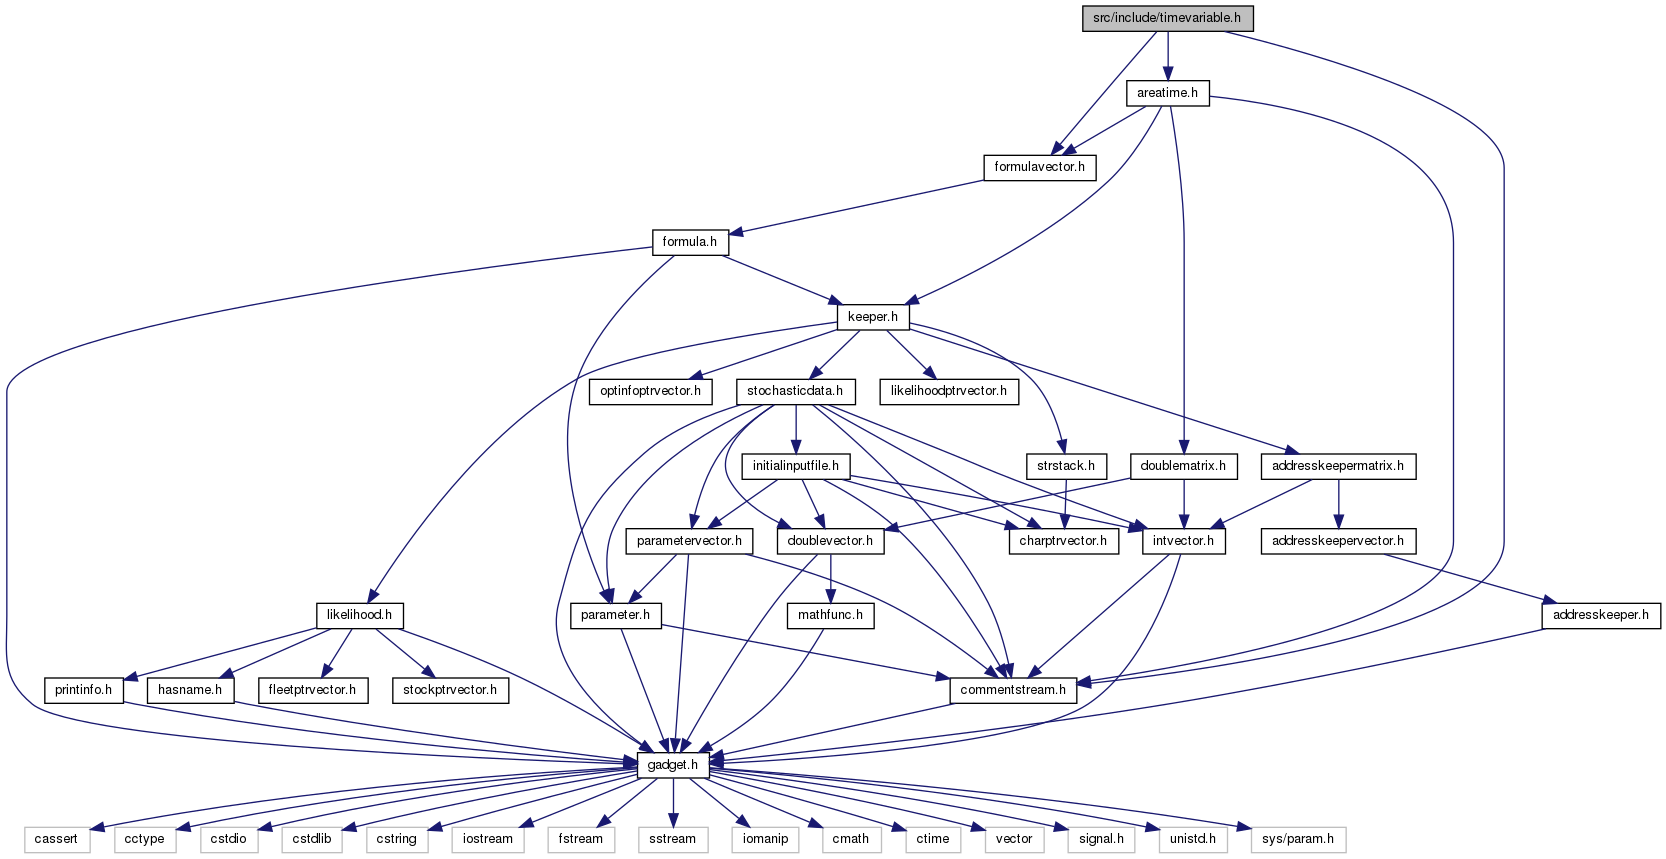 src/include/timevariable.h
areatime.h
formulavector.h
formula.h
keeper.h
optinfoptrvector.h
stochasticdata.h
likelihoodptrvector.h
initialinputfile.h
strstack.h
doublematrix.h
addresskeepermatrix.h
parametervector.h
doublevector.h
charptrvector.h
intvector.h
addresskeepervector.h
likelihood.h
parameter.h
mathfunc.h
addresskeeper.h
printinfo.h
hasname.h
fleetptrvector.h
stockptrvector.h
commentstream.h
gadget.h
cassert
cctype
cstdio
cstdlib
cstring
iostream
fstream
sstream
iomanip
cmath
ctime
vector
signal.h
unistd.h
sys/param.h